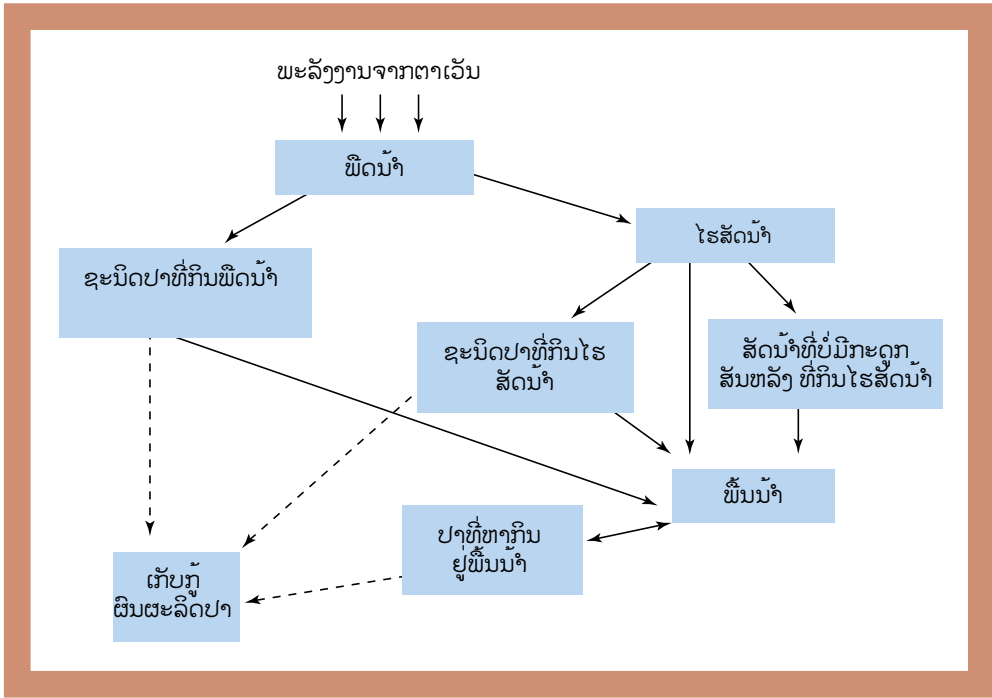 ພະລັງງານຈາກຕາເວັນ
ພືດນ້ຳ
ໄຮສັດນ້ຳ
ຊະນິດປາທີ່ກິນພືດນ້ຳ
ຊະນິດປາທີ່ກິນໄຮ
ສັດນ້ຳ
ສັດນ້ຳທີ່ບໍ່ມີກະດູກ
ສັນຫລັງ ທີ່ກິນໄຮສັດນ້ຳ
ພື້ນນ້ຳ
ປາທີ່ຫາກິນ
ຢູ່ພື້ນນ້ຳ
ເກັບກູ້
ຜົນຜະລິດປາ